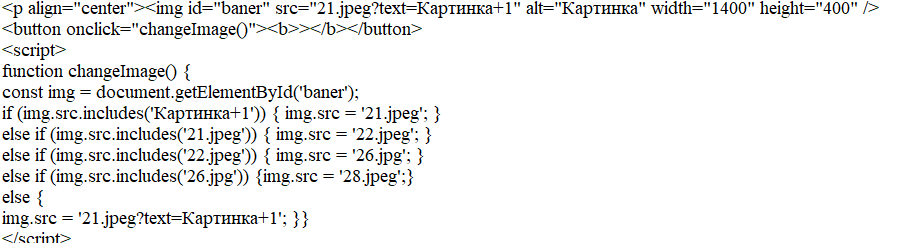 <p align="center"><img id="baner" src="21.jpeg?text=Картинка+1" alt="Картинка" width="1400" height="400" />
<button onclick="changeImage()"><b>></b></button>
<script>
function changeImage() {
const img = document.getElementById('baner');
if (img.src.includes('Картинка+1')) { img.src = '21.jpeg'; }
else if (img.src.includes('21.jpeg')) { img.src = '22.jpeg'; }
else if (img.src.includes('22.jpeg')) { img.src = '26.jpg'; }
else if (img.src.includes('26.jpg')) {img.src = '28.jpeg';}
else {
img.src = '21.jpeg?text=Картинка+1'; }}
</script>